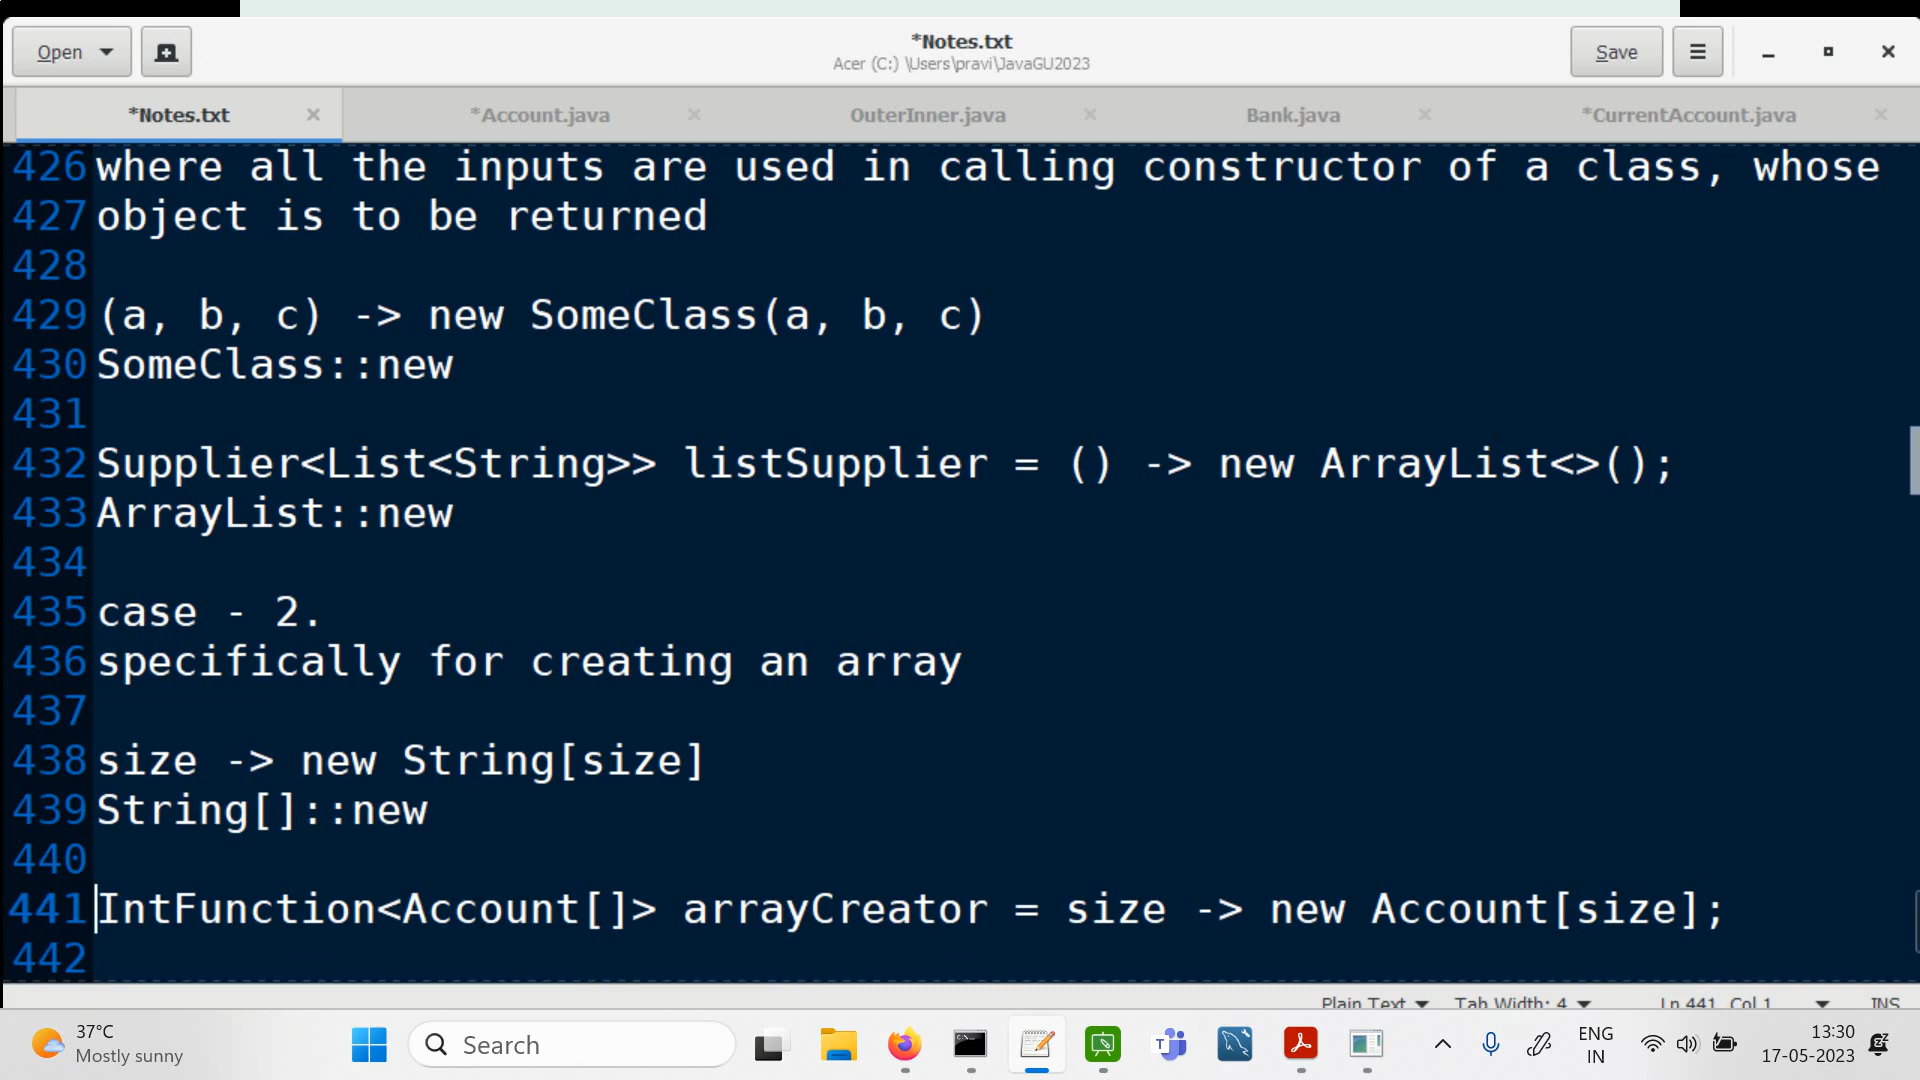 *Notes.txt
Open
Acer (C:) \Users\pravi\JavaGU2023
Save
*Notes.txt
*Account.java
OuterInner.java
Bank.java
*CurrentAccount.java
426 where all the inputs are used in calling constructor of a class, whose
427 object is to be returned
428
429 (a, b, c) -> new SomeClass(a, b, c)
430 SomeClass::new
431
432 Supplier<List<String>> listSupplier = () -> new ArrayList<>();
433 ArrayList::new
434
435 case - 2.
436 specifically for creating an array
437
438 size -> new String[size]
439 String[]::new
440
441 IntFunction<Account[]> arrayCreator = size -> new Account[size];
442
Plain Text
Tab Width: 4
Ln 441, Col 1
INS
37°C
Mostly sunny
Search
ENG
IN
13:30
17-05-2023